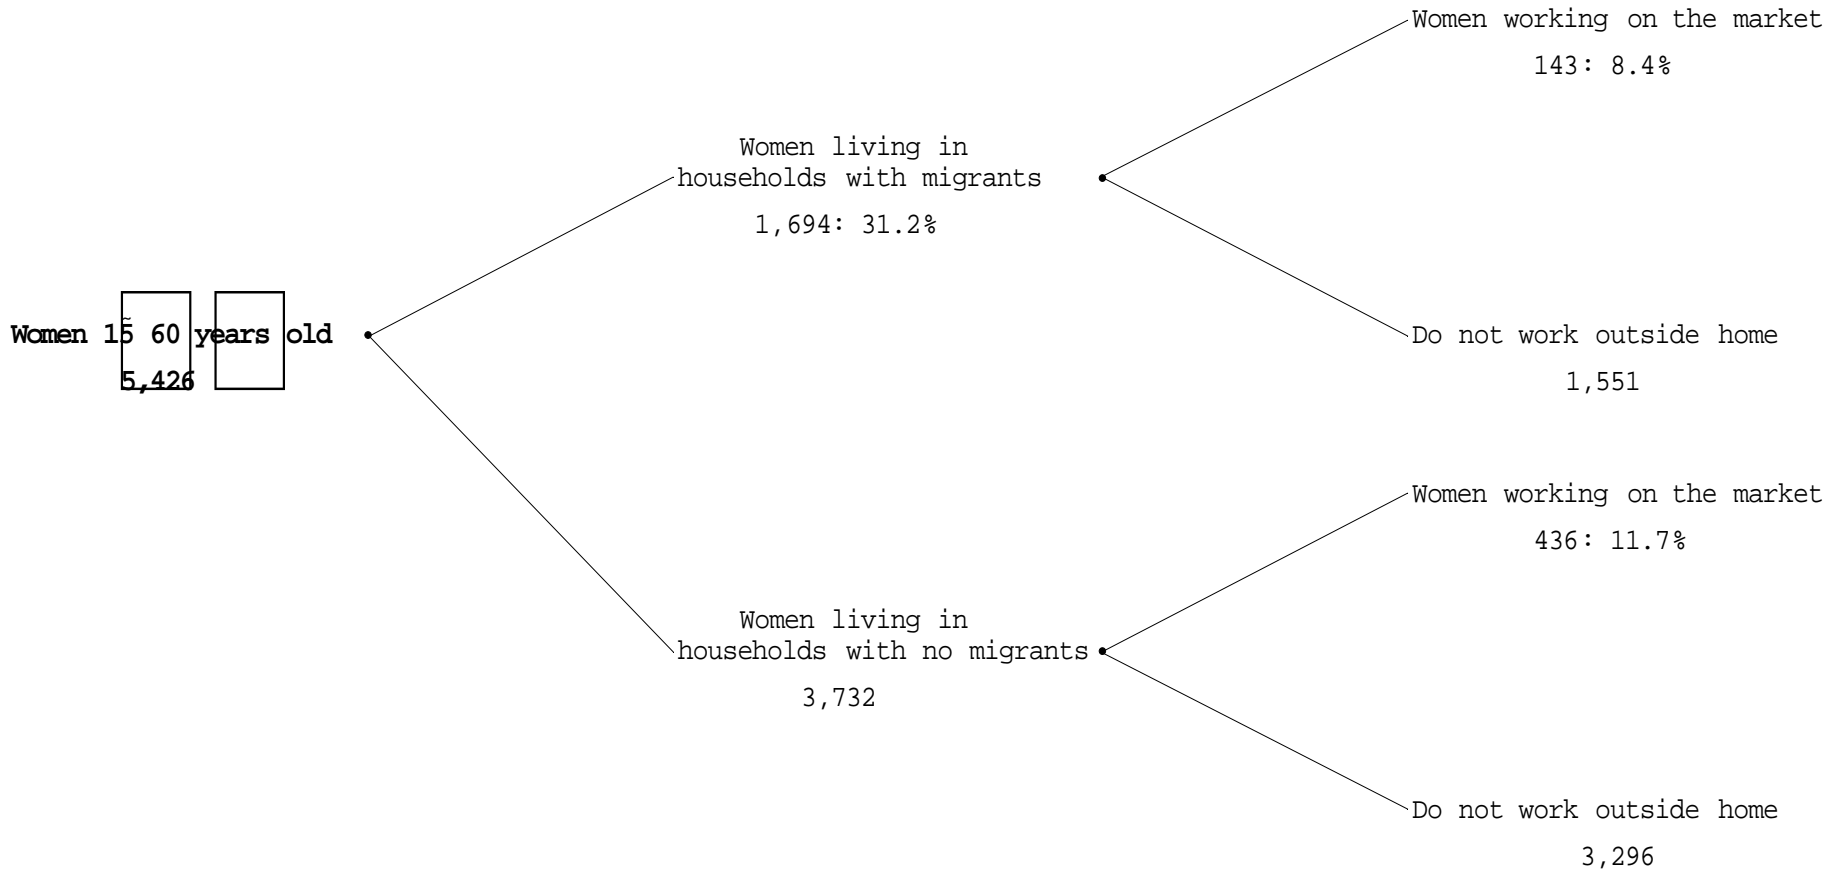 Women working on the market
143: 8.4%
Women living in
households with migrants
1,694: 31.2%
Women 15~60 years old
5,426
Do not work outside home
1,551
Women working on the market
436: 11.7%
Women living in
households with no migrants
3,732
Do not work outside home
3,296